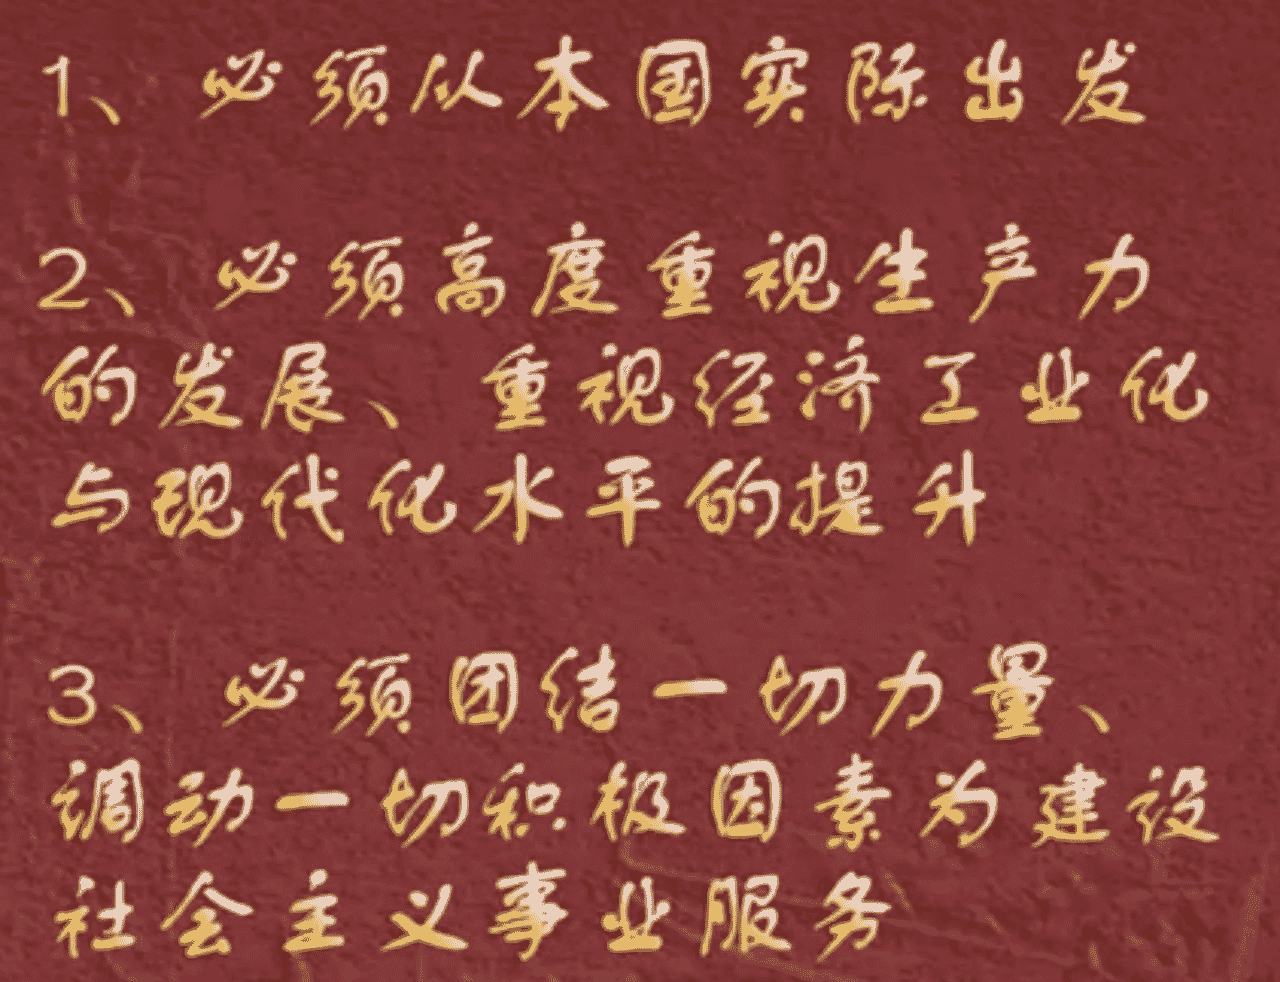 1、必须从本国实际出发
2、必须高度重视生产力
的发展、重视经济工业化
与现代化水平的提升
3、必须团结一切力量、
调动一切积极因素为建设
社会主义事业服务